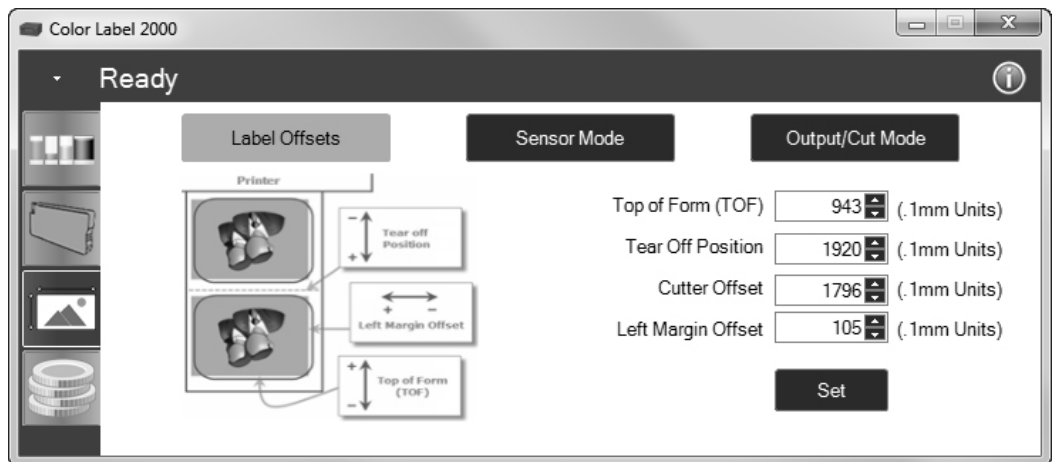 Color Label 2000
Ready
Label Offsets
Sensor Mode
Output/Cut Mode
Printer
Tear off
Position
Left Margin Offset
Top of Form
(TOF)
Top of Form (TOF) 943 (.1mm Units)
Tear Off Position 1920 (.1mm Units)
Cutter Offset 1796 (.1mm Units)
Left Margin Offset 105 (.1mm Units)
Set